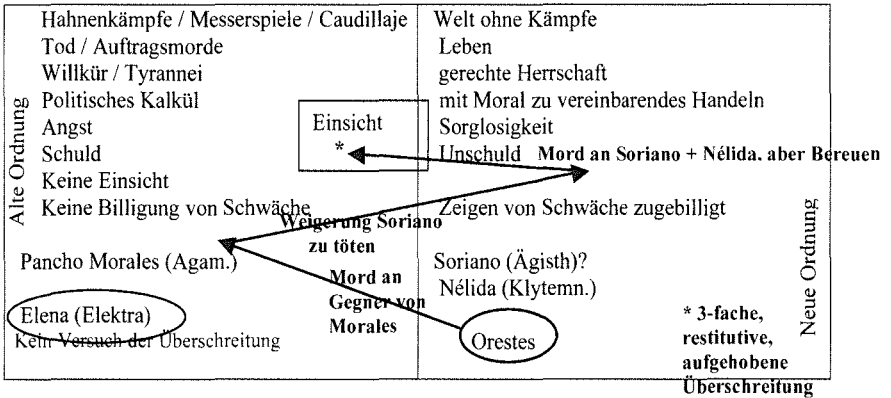 Alte Ordnung
Hahnenkämpfe / Messerspiele / Caudillaje
Tod / Auftragsmorde
Willkür / Tyrannei
Politisches Kalkül
Angst
Schuld
Keine Einsicht
Keine Billigung von Schwäche
Einsicht
*
Welt ohne Kämpfe
Leben
gerechte Herrschaft
mit Moral zu vereinbarendes Handeln
Sorglosigkeit
Unschuld
Mord an Soriano + Nélida, aber Bereuen
Zeigen von Schwäche zugebilligt
Weigerung Soriano
zu töten
Pancho Morales (Agam.)
Mord an
Gegner von
Morales
Soriano (Ägisth)?
Nélida (Klytemn.)
Elena (Elektra)
Kein Versuch der Überschreitung
Orestes
* 3-fache,
restitutive,
aufgehobene
Überschreitung
Neue Ordnung